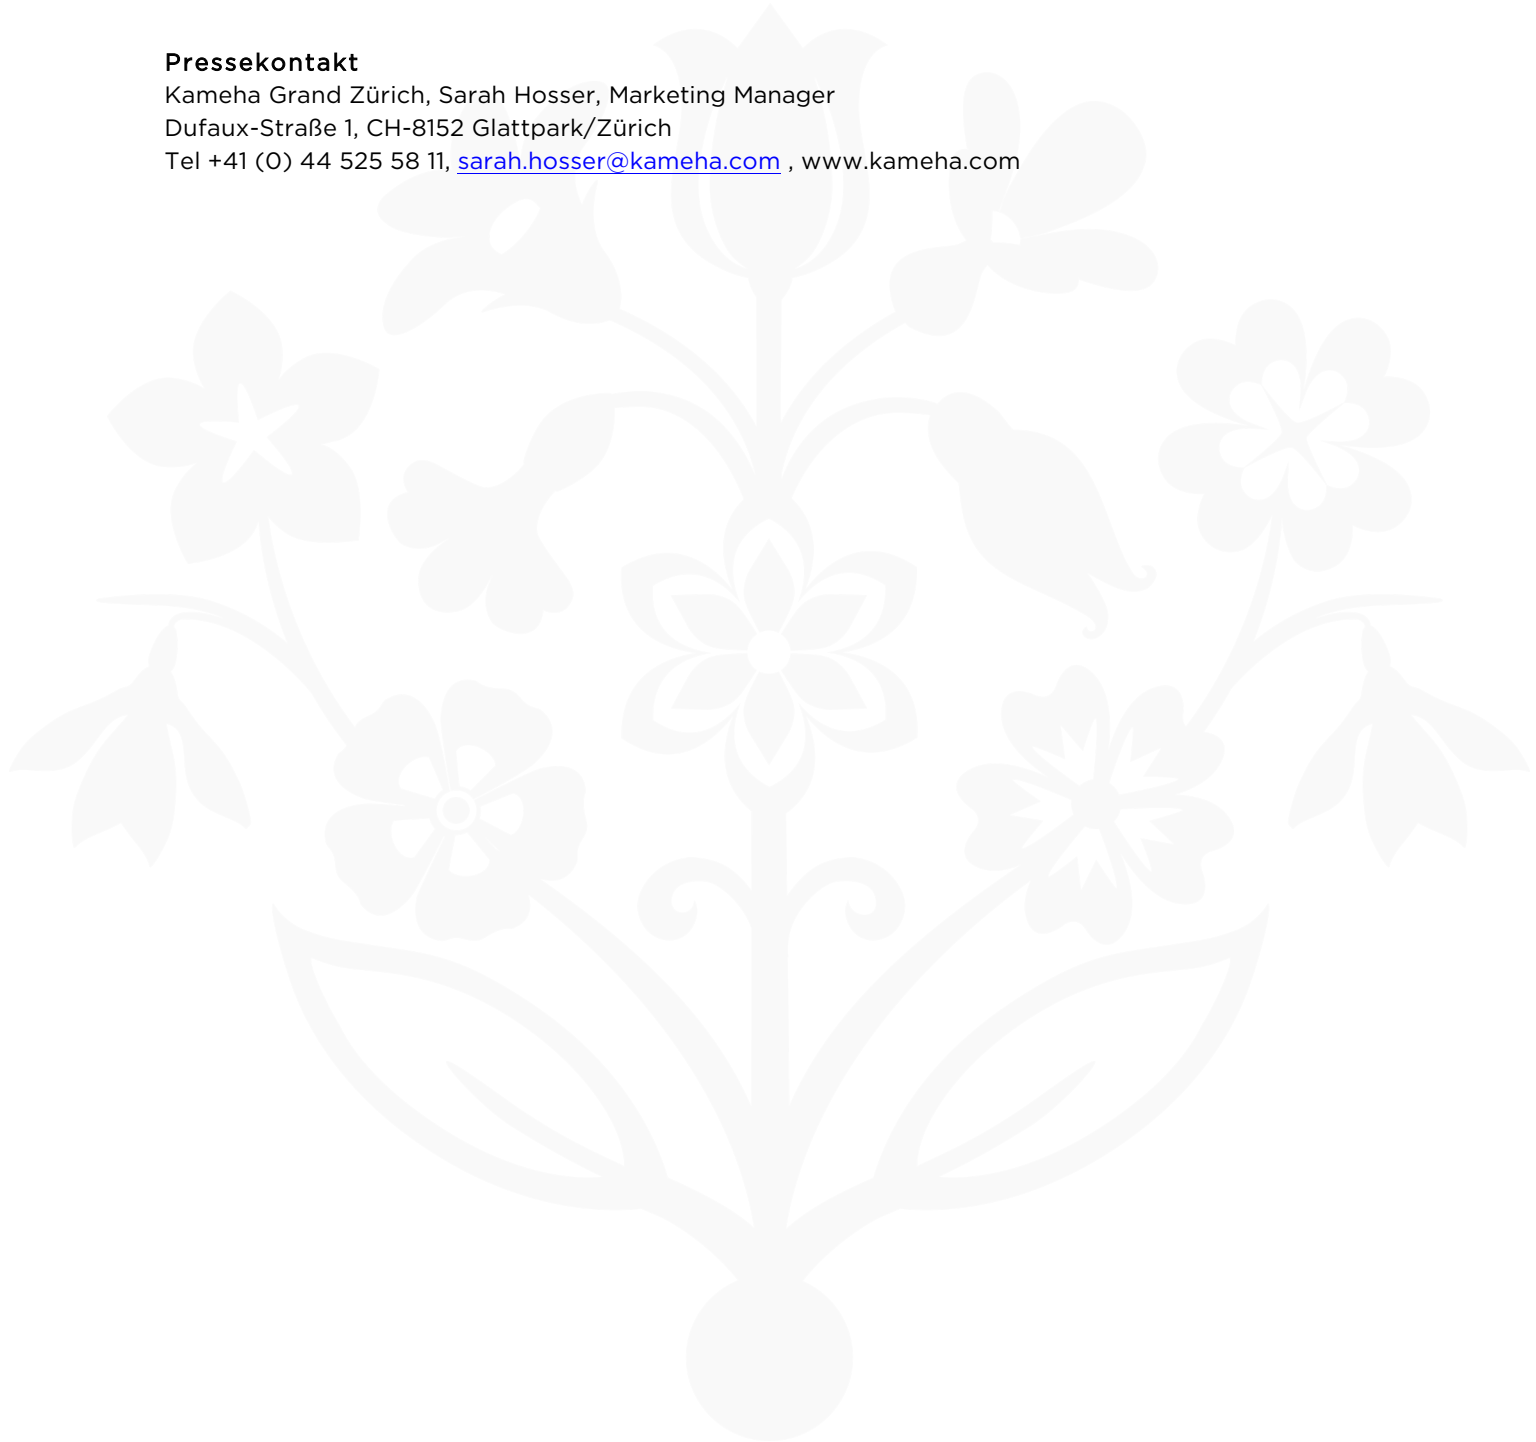 Pressekontakt
Kameha Grand Zürich, Sarah Hosser, Marketing Manager
Dufaux-Straße 1, CH-8152 Glattpark/Zürich
Tel +41 (0) 44 525 58 11, sarah.hosser@kameha.com , www.kameha.com